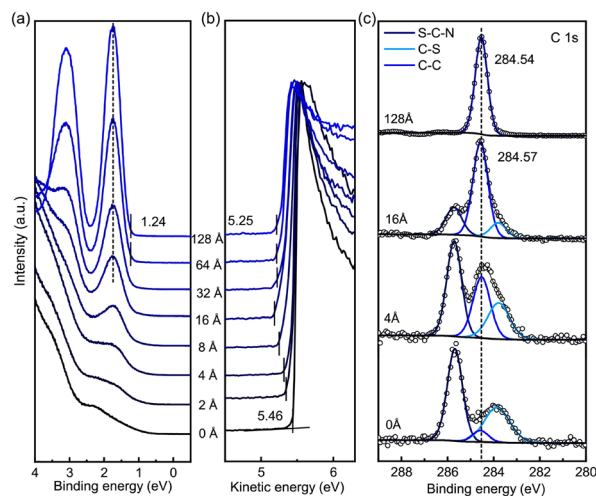 (a)
(b)
(c)
S-C-N
C-S
C-C
C 1s
284.54
128Å
284.57
16Å
4Å
0Å
1.24
5.25
128 Å
64 Å
32 Å
16 Å
8 Å
4 Å
2 Å
0 Å
5.46
Intensity (a.u.)
4 3 2 1 0
5 6
288 286 284 282 280
Binding energy (eV)
Kinetic energy (eV)
Binding energy (eV)